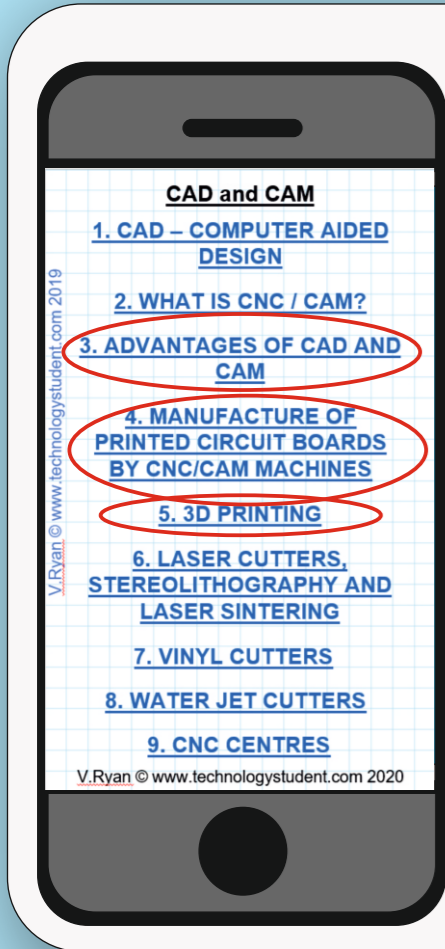 CAD and CAM
1. CAD – COMPUTER AIDED
DESIGN
2. WHAT IS CNC / CAM?
3. ADVANTAGES OF CAD AND
CAM
4. MANUFACTURE OF
PRINTED CIRCUIT BOARDS
BY CNC/CAM MACHINES
5. 3D PRINTING
6. LASER CUTTERS,
STEREOLITHOGRAPHY AND
LASER SINTERING
7. VINYL CUTTERS
8. WATER JET CUTTERS
9. CNC CENTRES
V.Ryan © www.technologystudent.com 2020
V.Ryan © www.technologystudent.com 2019